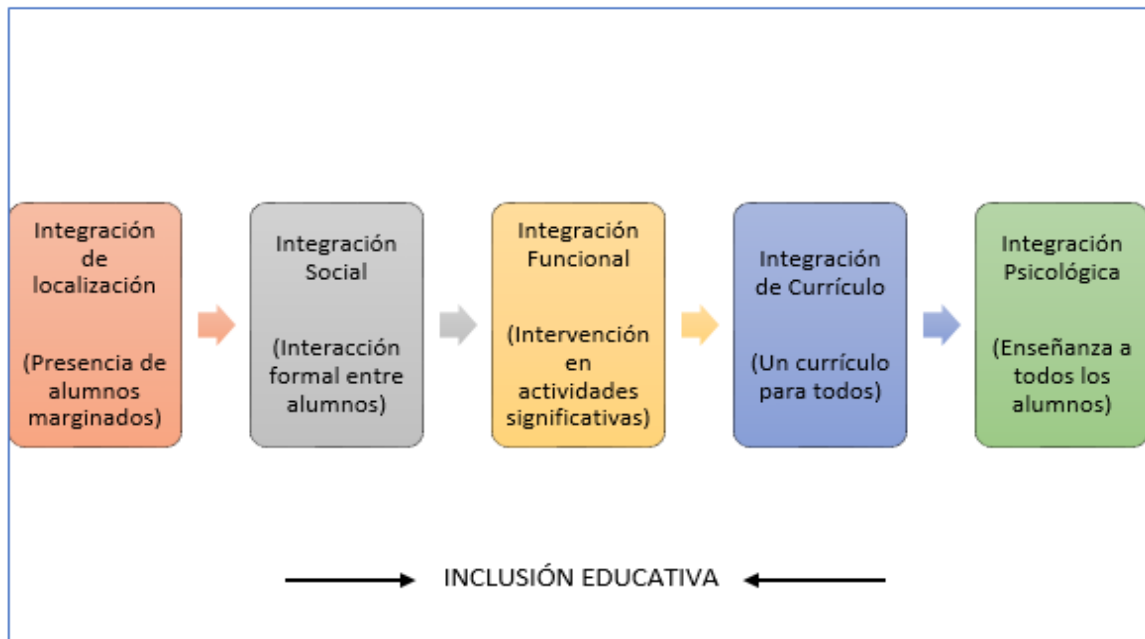 Integración
de
localización
(Presencia de
alumnos
marginados)
Integración
Social
(Interacción
formal entre
alumnos)
Integración
Funcional
(Intervención
en
actividades
significativas)
Integración
de Currículo
(Un currículo
para todos)
Integración
Psicológica
(Enseñanza a
todos los
alumnos)
INCLUSIÓN EDUCATIVA